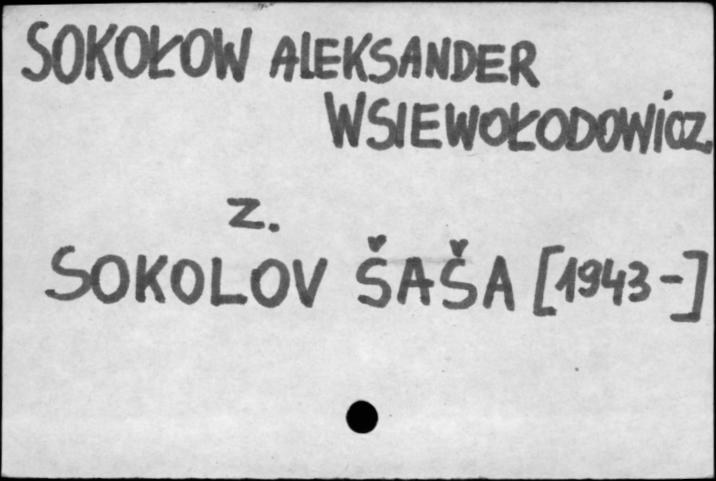 SOKOŁOW ALEKSANDER
WSIEWOŁODOWicz.
z.
SOKOLOV ŠAŠA [1943-]